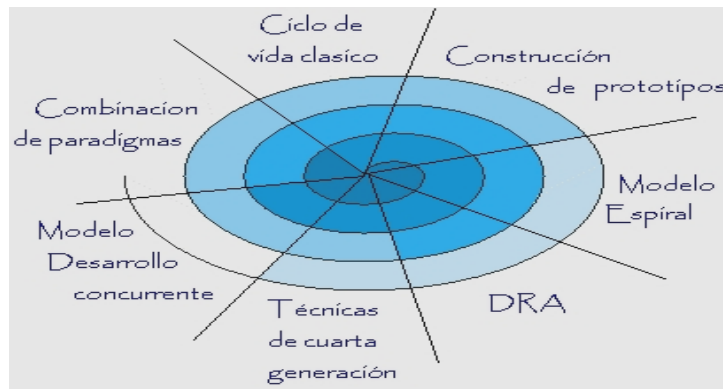 Ciclo de
vida clasico
Construcción
de prototipos
Combinacion
de paradigmas
Modelo
Espiral
Modelo
Desarrollo
concurrente
DRA
Técnicas
de cuarta
generación